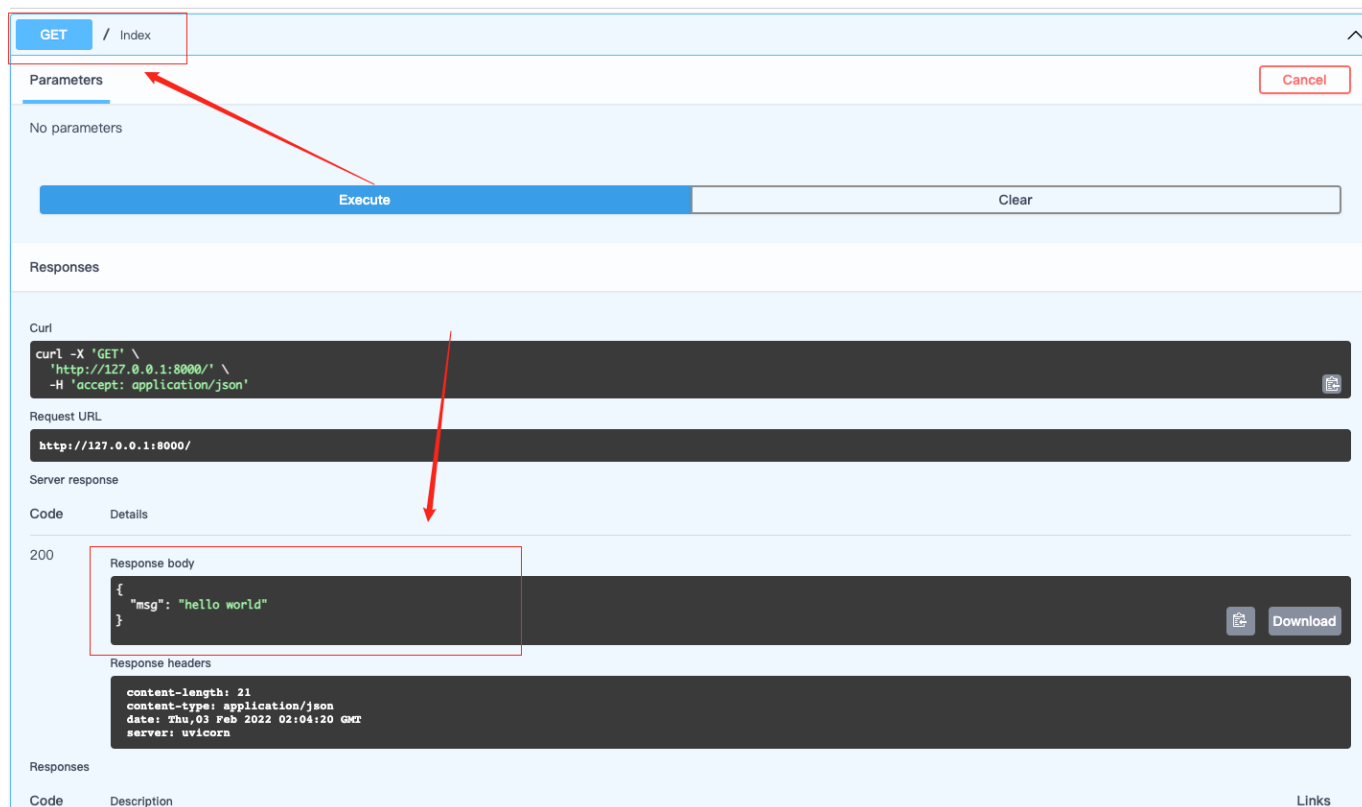 GET / Index
Parameters
Cancel
No parameters
Execute
Clear
Responses
Curl
curl -X 'GET' \
'http://127.0.0.1:8000/' \
-H 'accept: application/json'
Request URL
http://127.0.0.1:8000/
Server response
Code Details
200
Response body
{
"msg": "hello world"
}
Download
Response headers
content-length: 21
content-type: application/json
date: Thu,03 Feb 2022 02:04:20 GMT
server: uvicorn
Responses
Code Description Links